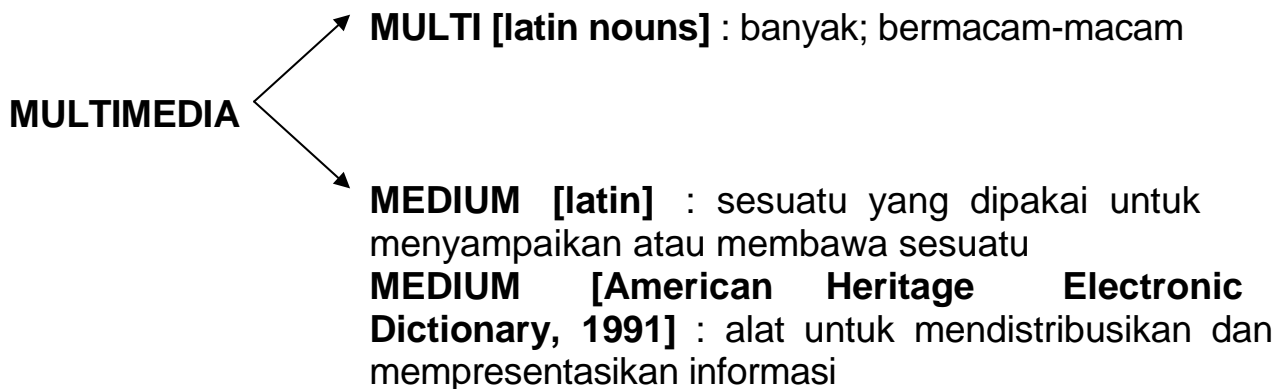 MULTI [latin nouns] : banyak; bermacam-macam
MULTIMEDIA
MEDIUM [latin] : sesuatu yang dipakai untuk
menyampaikan atau membawa sesuatu
MEDIUM [American Heritage Electronic
Dictionary, 1991] : alat untuk mendistribusikan dan
mempresentasikan informasi